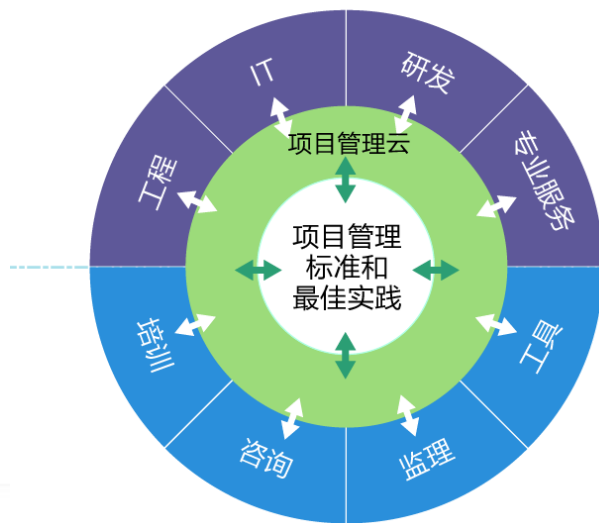 IT
研发
工程
专业服务
项目管理云
项目管理
标准和
最佳实践
培训
工具
咨询
监理